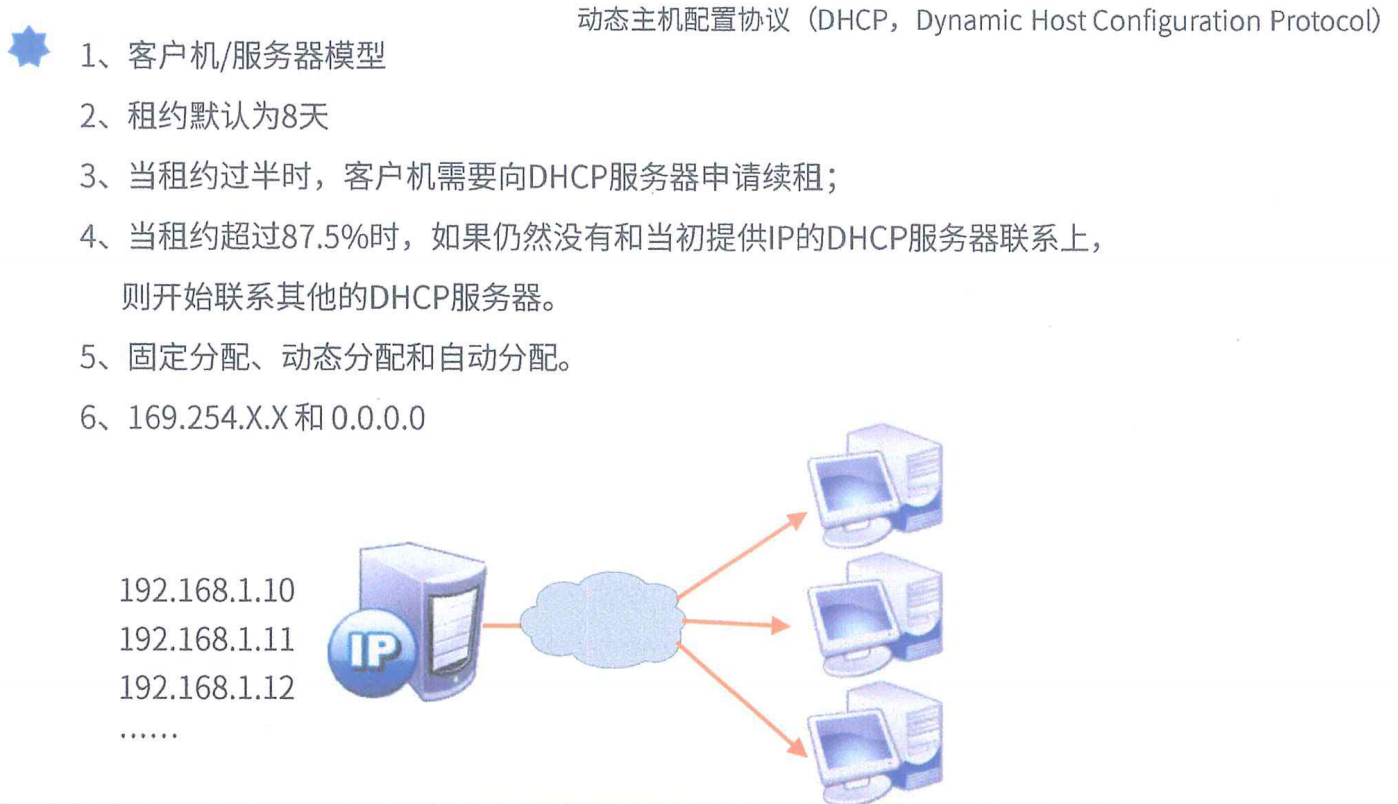 动态主机配置协议（DHCP，Dynamic Host Configuration Protocol）
1、客户机/服务器模型
2、租约默认为8天
3、当租约过半时，客户机需要向DHCP服务器申请续租；
4、当租约超过87.5%时，如果仍然没有和当初提供IP的DHCP服务器联系上，
则开始联系其他的DHCP服务器。
5、固定分配、动态分配和自动分配。
6、169.254.X.X 和 0.0.0.0
192.168.1.10
192.168.1.11
IP
192.168.1.12
……